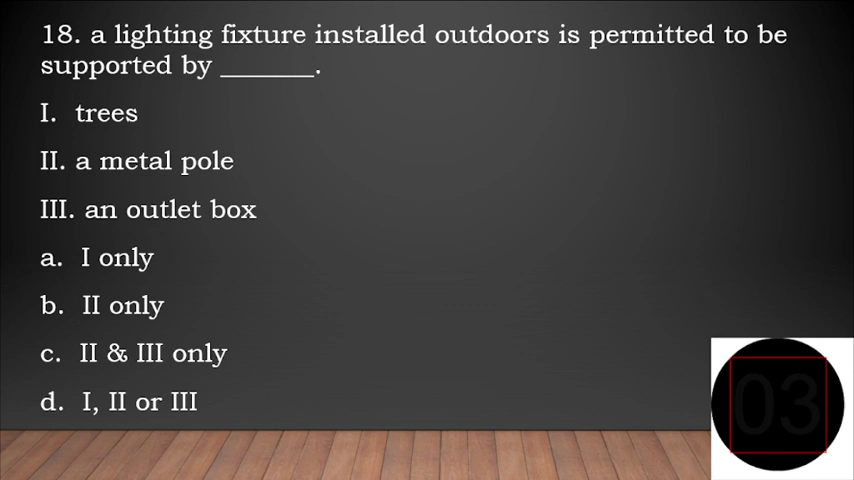 18. a lighting fixture installed outdoors is permitted to be
supported by _______.
I. trees
II. a metal pole
III. an outlet box
a. I only
b. II only
c. II & III only
d. I, II or III
03